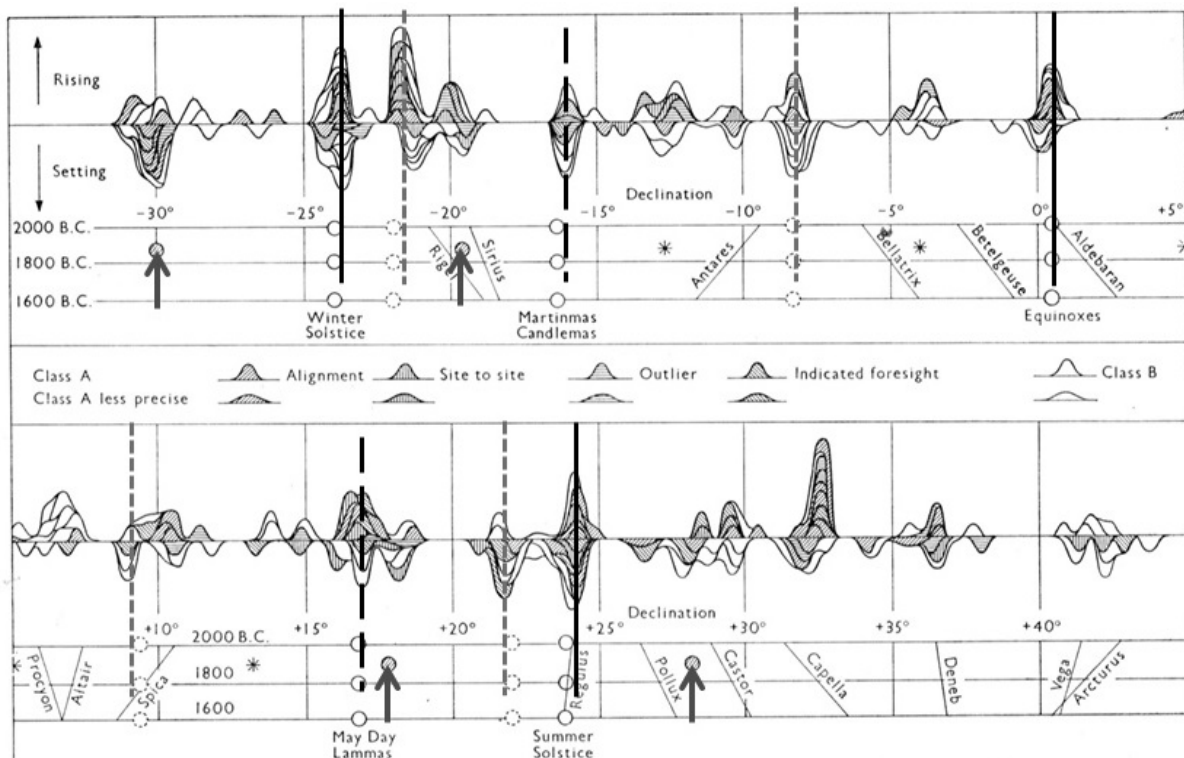 Rising
Setting
Declination
-30° -25° -20° -15° -10° -5° 0° +5°
2000 B.C.
1800 B.C.
1600 B.C.
Sirius
Antares
Bellatrix
Betelgeuse
Aldebaran
Winter
Solstice
Martinmas
Candlemas
Equinoxes
Class A Alignment Site to site Outlier Indicated foresight Class B
Class A less precise
Declination
+10° +15° +20° +25° +30° +35° +40°
2000 B.C.
1800
1600
Procyon
Altair
Spica
Pollux
Castor
Capella
Deneb
Vega
Arcturus
May Day
Lammas
Summer
Solstice